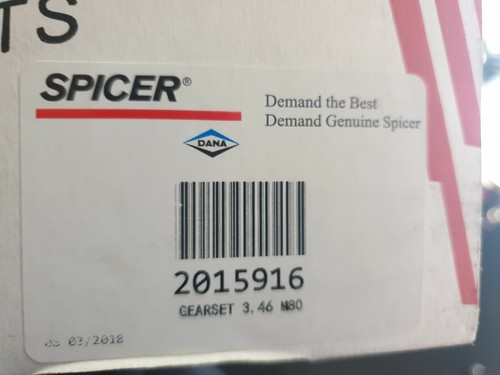 TS
SPICER®
Demand the Best
Demand Genuine Spicer
DANA
2015916
GEARSET 3.46 M80
03/2018